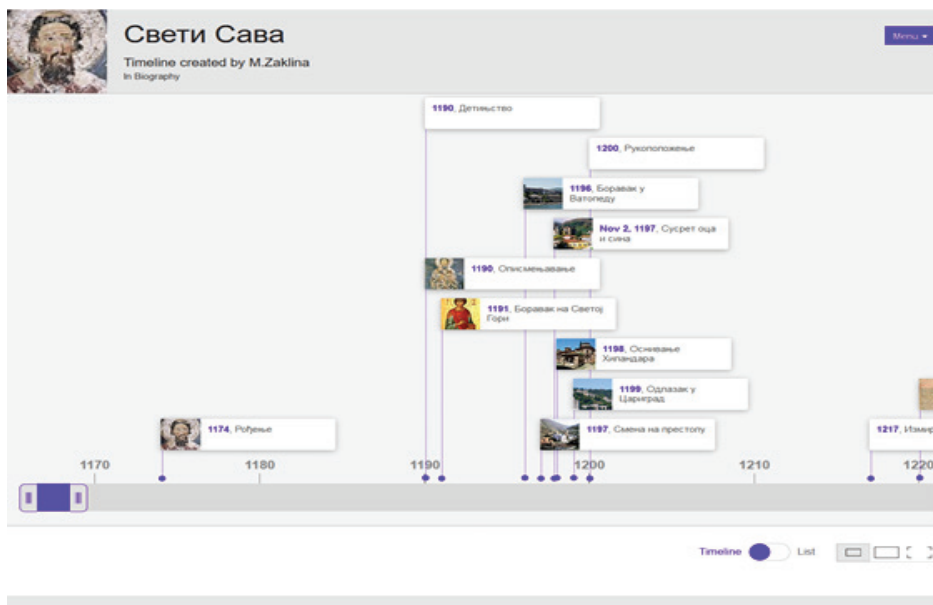 Свети Сава
Menu
Timeline created by M.Zaklina
In Biography
1190, Детињство
1200, Рукоположење
1196, Боравак у
Ватопеду
Nov 2, 1197, Сусрет оца
и сина
1190, Описмењавање
1191, Боравак на Светој
Гори
1198, Оснивање
Хиландара
1199, Одлазак у
Цариград
1174, Рођење
1197, Смена на престолу
1217, Измир
1170 1180 1190 1200 1210 1220
Timeline List